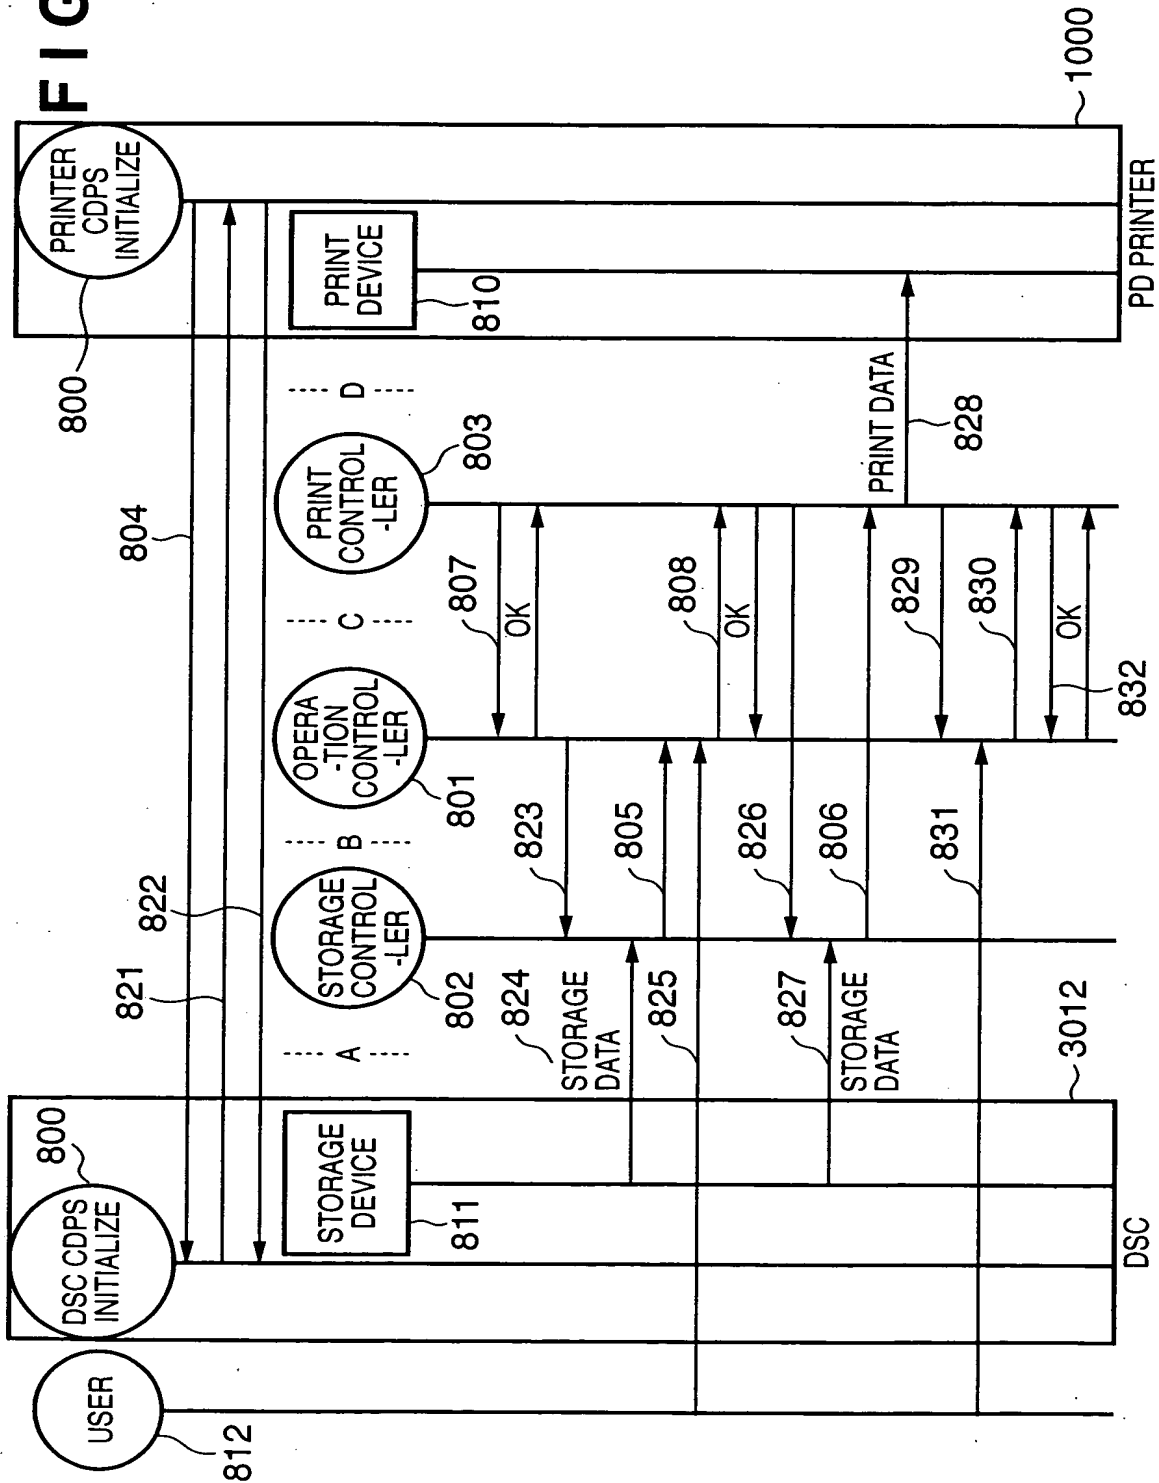 FIG
USER
812
DSC CDPS
INITIALIZE
800
PRINTER
CDPS
INITIALIZE
800
804
821
822
STORAGE
DEVICE
811
A
STORAGE
CONTROL
-LER
802
B
OPERA
-TION
CONTROL
-LER
801
C
PRINT
CONTROL
-LER
803
D
PRINT
DEVICE
810
807
OK
823
824
STORAGE
DATA
805
825
808
OK
826
827
STORAGE
DATA
806
PRINT DATA
828
829
831
830
OK
832
3012
DSC
1000
PD PRINTER